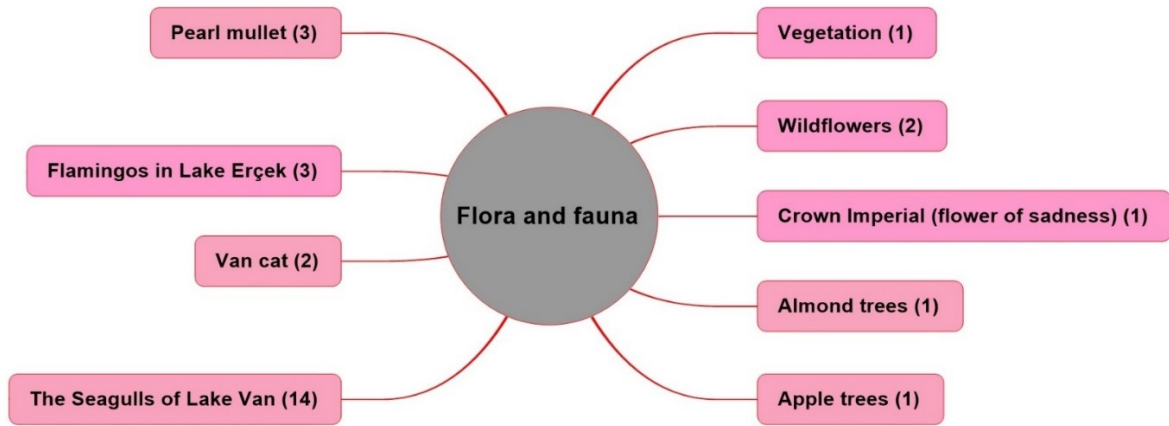 Pearl mullet (3)
Flamingos in Lake Erçek (3)
Van cat (2)
The Seagulls of Lake Van (14)
Flora and fauna
Vegetation (1)
Wildflowers (2)
Crown Imperial (flower of sadness) (1)
Almond trees (1)
Apple trees (1)